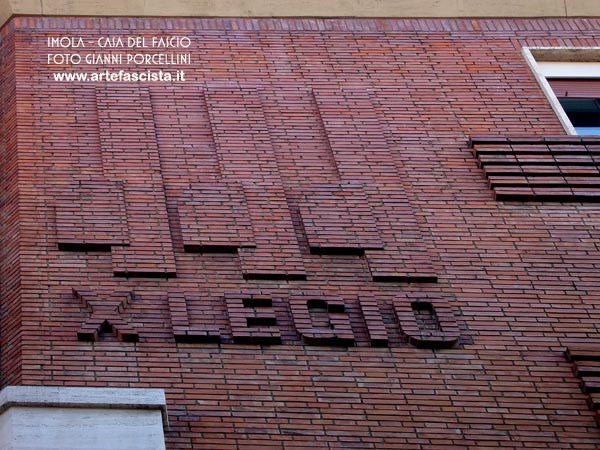 IMOLA - CASA DEL FASCIO
FOTO GIANNI PORCELLINI
www.artefascista.it
X LEGIO